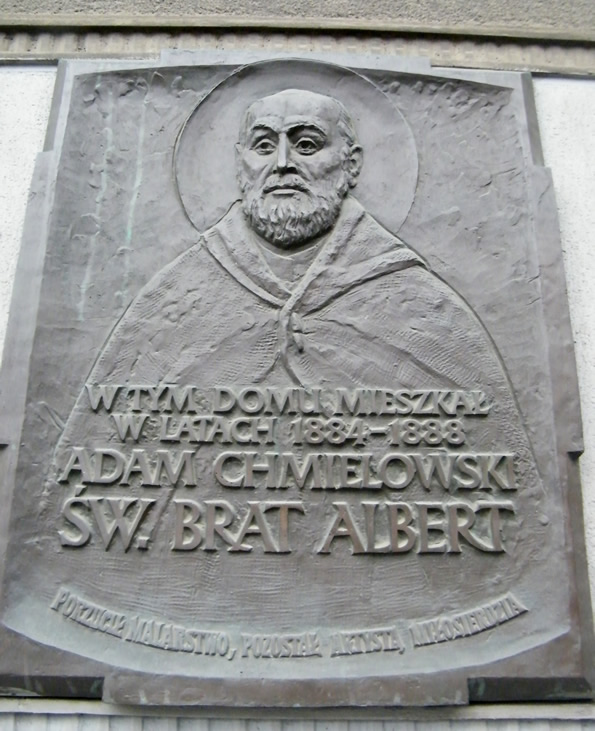 W TYM DOMU MIESZKAŁ
W LATACH 1884-1888
ADAM CHMIELOWSKI
ŚW. BRAT ALBERT
PORZUCIŁ MALARSTWO, POZOSTAŁ ARTYSTĄ, MIŁOSIERDZIA